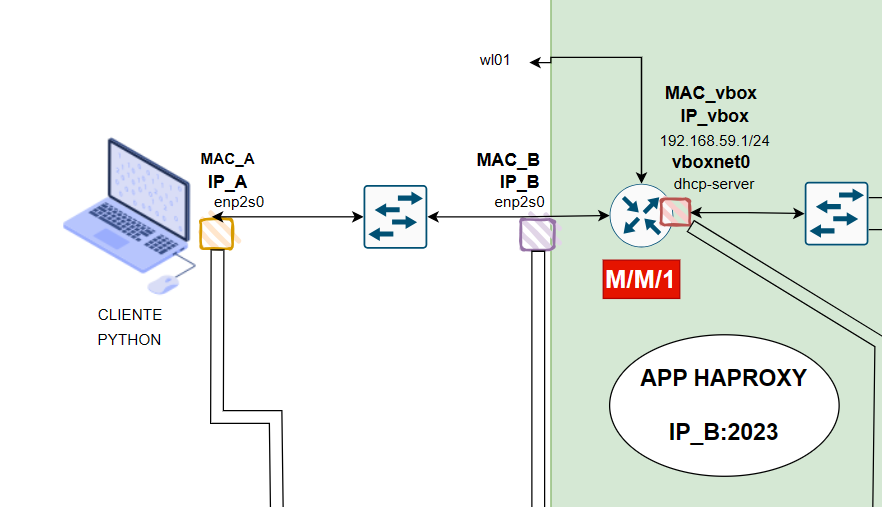 wl01
MAC_vbox
IP_vbox
192.168.59.1/24
vboxnet0
dhcp-server
MAC_A
IP_A
enp2s0
MAC_B
IP_B
enp2s0
M/M/1
CLIENTE
PYTHON
APP HAPROXY
IP_B:2023